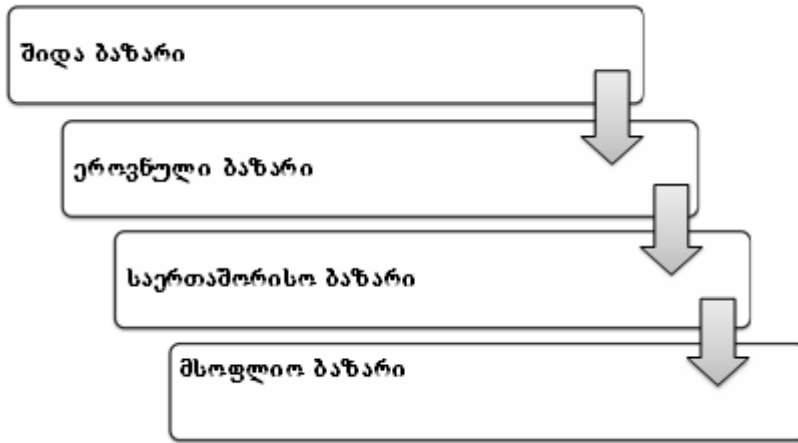 შიდა ბაზარი
ეროვნული ბაზარი
საერთაშორისო ბაზარი
მსოფლიო ბაზარი